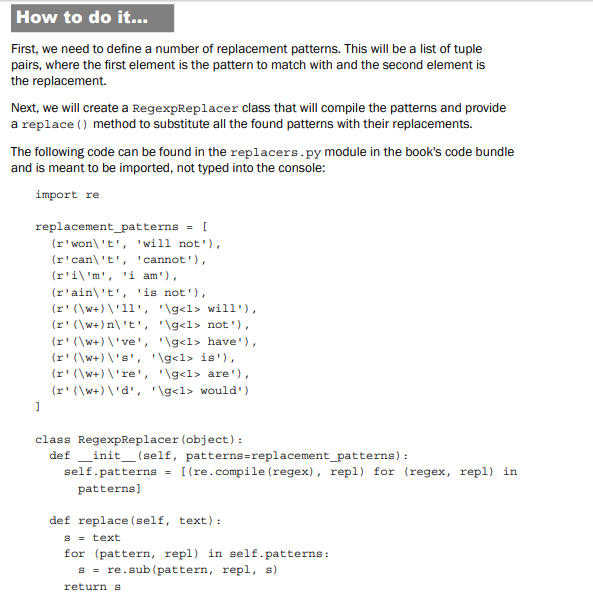 How to do it...
First, we need to define a number of replacement patterns. This will be a list of tuple
pairs, where the first element is the pattern to match with and the second element is
the replacement.
Next, we will create a RegexpReplacer class that will compile the patterns and provide
a replace() method to substitute all the found patterns with their replacements.
The following code can be found in the replacers.py module in the book's code bundle
and is meant to be imported, not typed into the console:
import re
replacement_patterns = [
(r'won\'t', 'will not'),
(r'can\'t', 'cannot'),
(r'i\'m', 'i am'),
(r'ain\'t', 'is not'),
(r'(\w+)\'ll', '\g<1> will'),
(r'(\w+)n\'t', '\g<1> not'),
(r'(\w+)\'ve', '\g<1> have'),
(r'(\w+)\'s', '\g<1> is'),
(r'(\w+)\'re', '\g<1> are'),
(r'(\w+)\'d', '\g<1> would')
]
class RegexpReplacer(object):
def __init__(self, patterns=replacement_patterns):
self.patterns = [(re.compile(regex), repl) for (regex, repl) in
patterns]
def replace(self, text):
s = text
for (pattern, repl) in self.patterns:
s = re.sub(pattern, repl, s)
return s